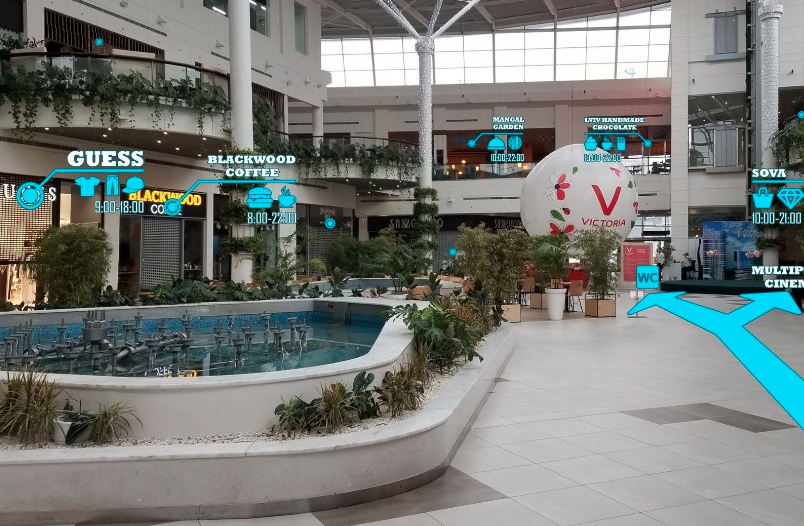 GUESS
9:00-18:00
BLACKWOOD
COFFEE
8:00-22:00
BLACKWOOD
MANGAL
GARDEN
10:00-22:00
LVIV HANDMADE
CHOCOLATE
V
VICTORIA
SOVA
10:00-21:00
WC
MULTIP
CINEM